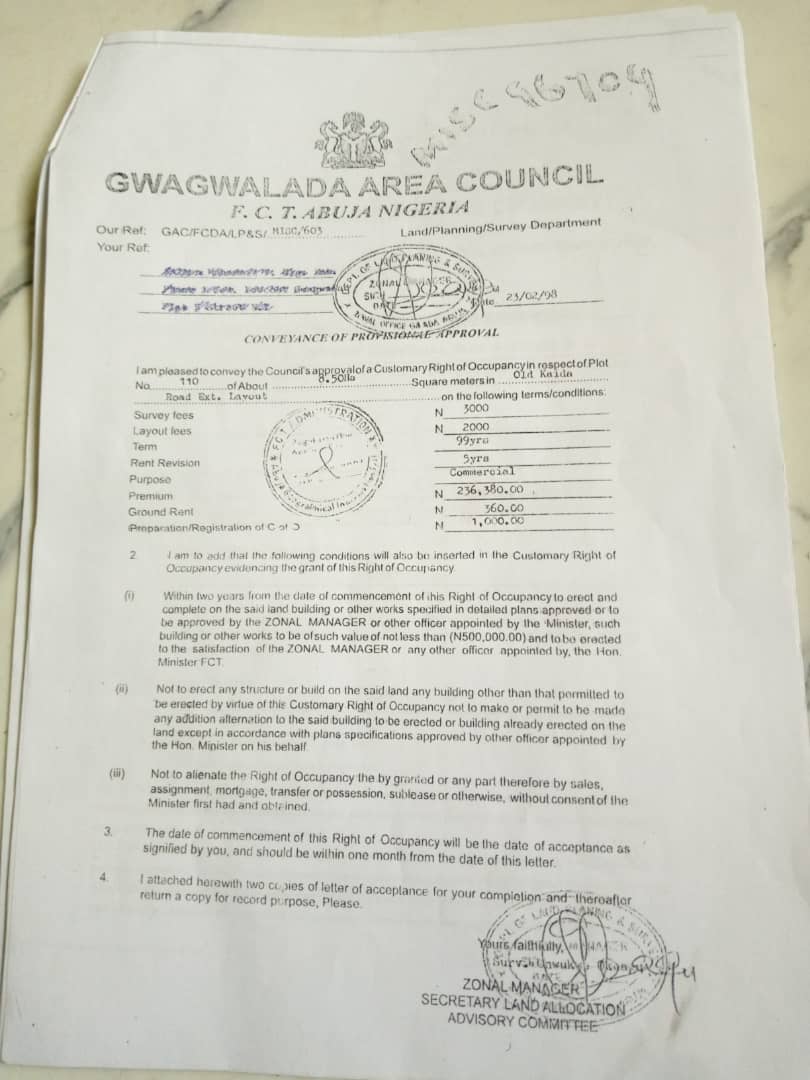 MISC 96704
GWAGWALADA AREA COUNCIL
F. C. T. ABUJA NIGERIA
Our Ref: GAC/FCDA/LP&S/ MISC/603
Land/Planning/Survey Department
Your Ref:
23/02/98
CONVEYANCE OF PROVISIONAL APPROVAL
I am pleased to convey the Council's approval of a Customary Right of Occupancy in respect of Plot
No. 110 of About 8.50Ha Square meters in Old Kaida
Road Ext. Layout on the following terms/conditions:
Survey fees N 3000
Layout fees N 2000
Term 99yrs
Rent Revision 5yrs
Purpose Commercial
Premium N 236,380.00
Ground Rent N 360.00
Preparation/Registration of C of O N 1,000.00
2. I am to add that the following conditions will also be inserted in the Customary Right of
Occupancy evidencing the grant of this Right of Occupancy.
(i) Within two years from the date of commencement of this Right of Occupancy to erect and
complete on the said land building or other works specified in detailed plans approved or to
be approved by the ZONAL MANAGER or other officer appointed by the Minister, such
building or other works to be of such value of not less than (N500,000.00) and to be erected
to the satisfaction of the ZONAL MANAGER or any other officer appointed by, the Hon.
Minister FCT.
(ii) Not to erect any structure or build on the said land any building other than that permitted to
be erected by virtue of this Customary Right of Occupancy not to make or permit to be made
any addition alternation to the said building to be erected or building already erected on the
land except in accordance with plans specifications approved by other officer appointed by
the Hon. Minister on his behalf.
(iii) Not to alienate the Right of Occupancy the by granted or any part therefore by sales,
assignment, mortgage, transfer or possession, sublease or otherwise, without consent of the
Minister first had and obtained.
3. The date of commencement of this Right of Occupancy will be the date of acceptance as
signified by you, and should be within one month from the date of this letter.
4. I attached herewith two copies of letter of acceptance for your completion and thereafter
return a copy for record purpose, Please.
Yours faithfully,
ZONAL MANAGER
SECRETARY LAND ALLOCATION
ADVISORY COMMITTEE